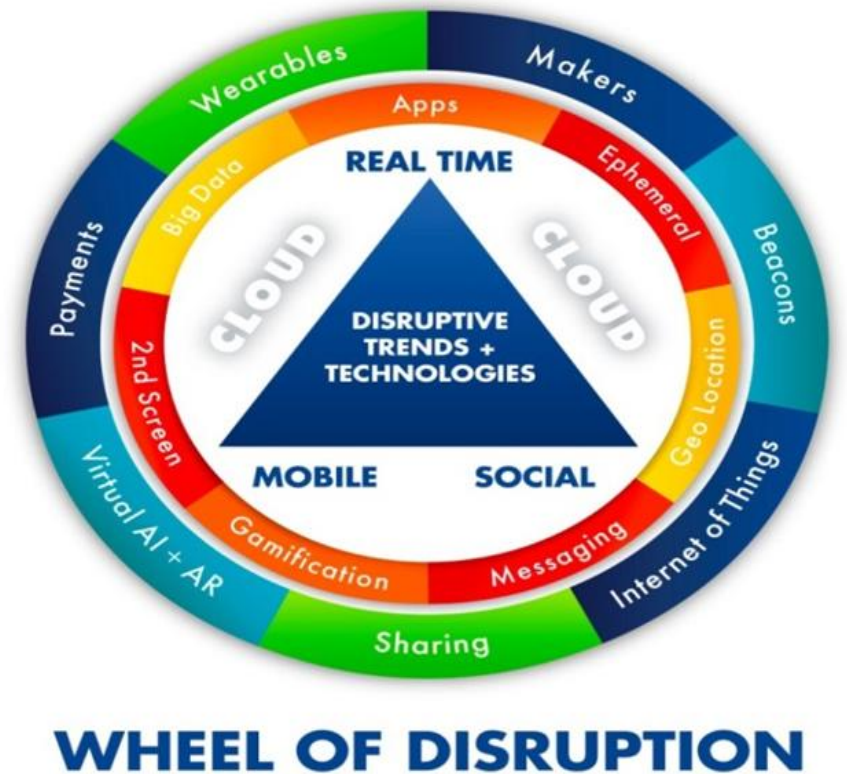 Wearables
Makers
Beacons
Internet of Things
Sharing
Virtual AI + AR
Payments
Apps
Ephemeral
Geo Location
Messaging
Gamification
2nd Screen
Big Data
REAL TIME
CLOUD
CLOUD
DISRUPTIVE
TRENDS +
TECHNOLOGIES
MOBILE
SOCIAL
WHEEL OF DISRUPTION